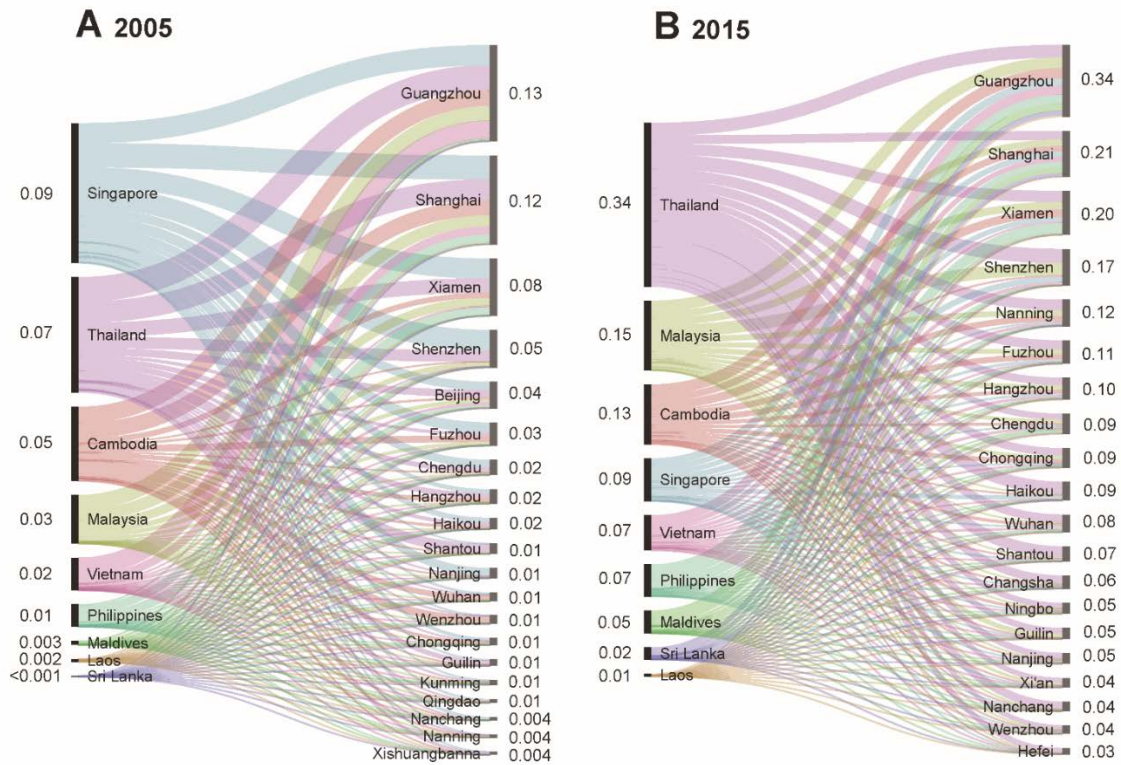 A 2005
0.09 Singapore
0.07 Thailand
0.05 Cambodia
0.03 Malaysia
0.02 Vietnam
0.01 Philippines
0.003 Maldives
0.002 Laos
<0.001 Sri Lanka
Guangzhou 0.13
Shanghai 0.12
Xiamen 0.08
Shenzhen 0.05
Beijing 0.04
Fuzhou 0.03
Chengdu 0.02
Hangzhou 0.02
Haikou 0.02
Shantou 0.01
Nanjing 0.01
Wuhan 0.01
Wenzhou 0.01
Chongqing 0.01
Guilin 0.01
Kunming 0.01
Qingdao 0.01
Nanchang 0.004
Nanning 0.004
Xishuangbanna 0.004
B 2015
0.34 Thailand
0.15 Malaysia
0.13 Cambodia
0.09 Singapore
0.07 Vietnam
0.07 Philippines
0.05 Maldives
0.02 Sri Lanka
0.01 Laos
Guangzhou 0.34
Shanghai 0.21
Xiamen 0.20
Shenzhen 0.17
Nanning 0.12
Fuzhou 0.11
Hangzhou 0.10
Chengdu 0.09
Chongqing 0.09
Haikou 0.09
Wuhan 0.08
Shantou 0.07
Changsha 0.06
Ningbo 0.05
Guilin 0.05
Nanjing 0.05
Xi'an 0.04
Nanchang 0.04
Wenzhou 0.04
Hefei 0.03